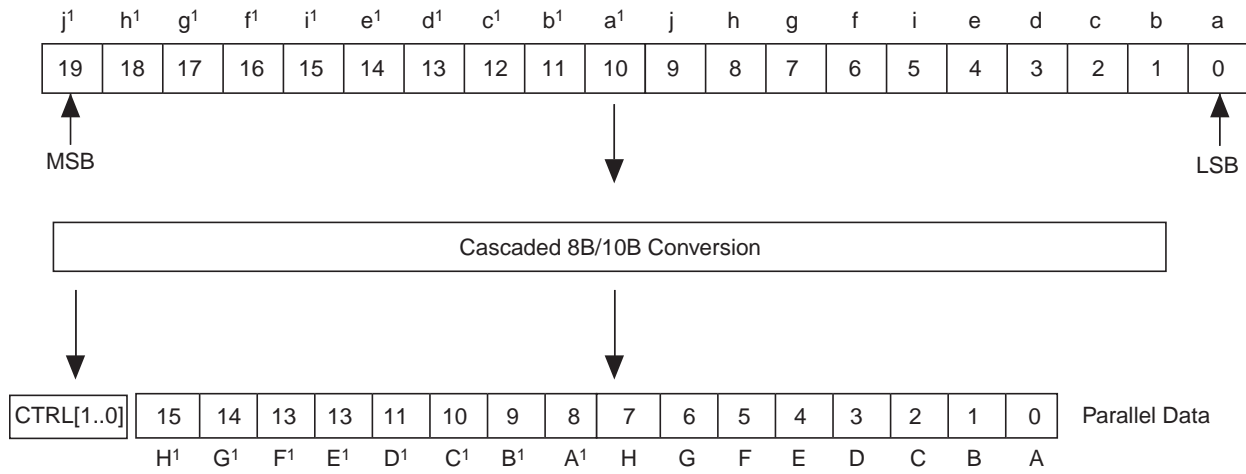 j¹ h¹ g¹ f¹ i¹ e¹ d¹ c¹ b¹ a¹ j h g f i e d c b a
19 18 17 16 15 14 13 12 11 10 9 8 7 6 5 4 3 2 1 0
MSB LSB
Cascaded 8B/10B Conversion
CTRL[1..0] 15 14 13 13 11 10 9 8 7 6 5 4 3 2 1 0 Parallel Data
H¹ G¹ F¹ E¹ D¹ C¹ B¹ A¹ H G F E D C B A